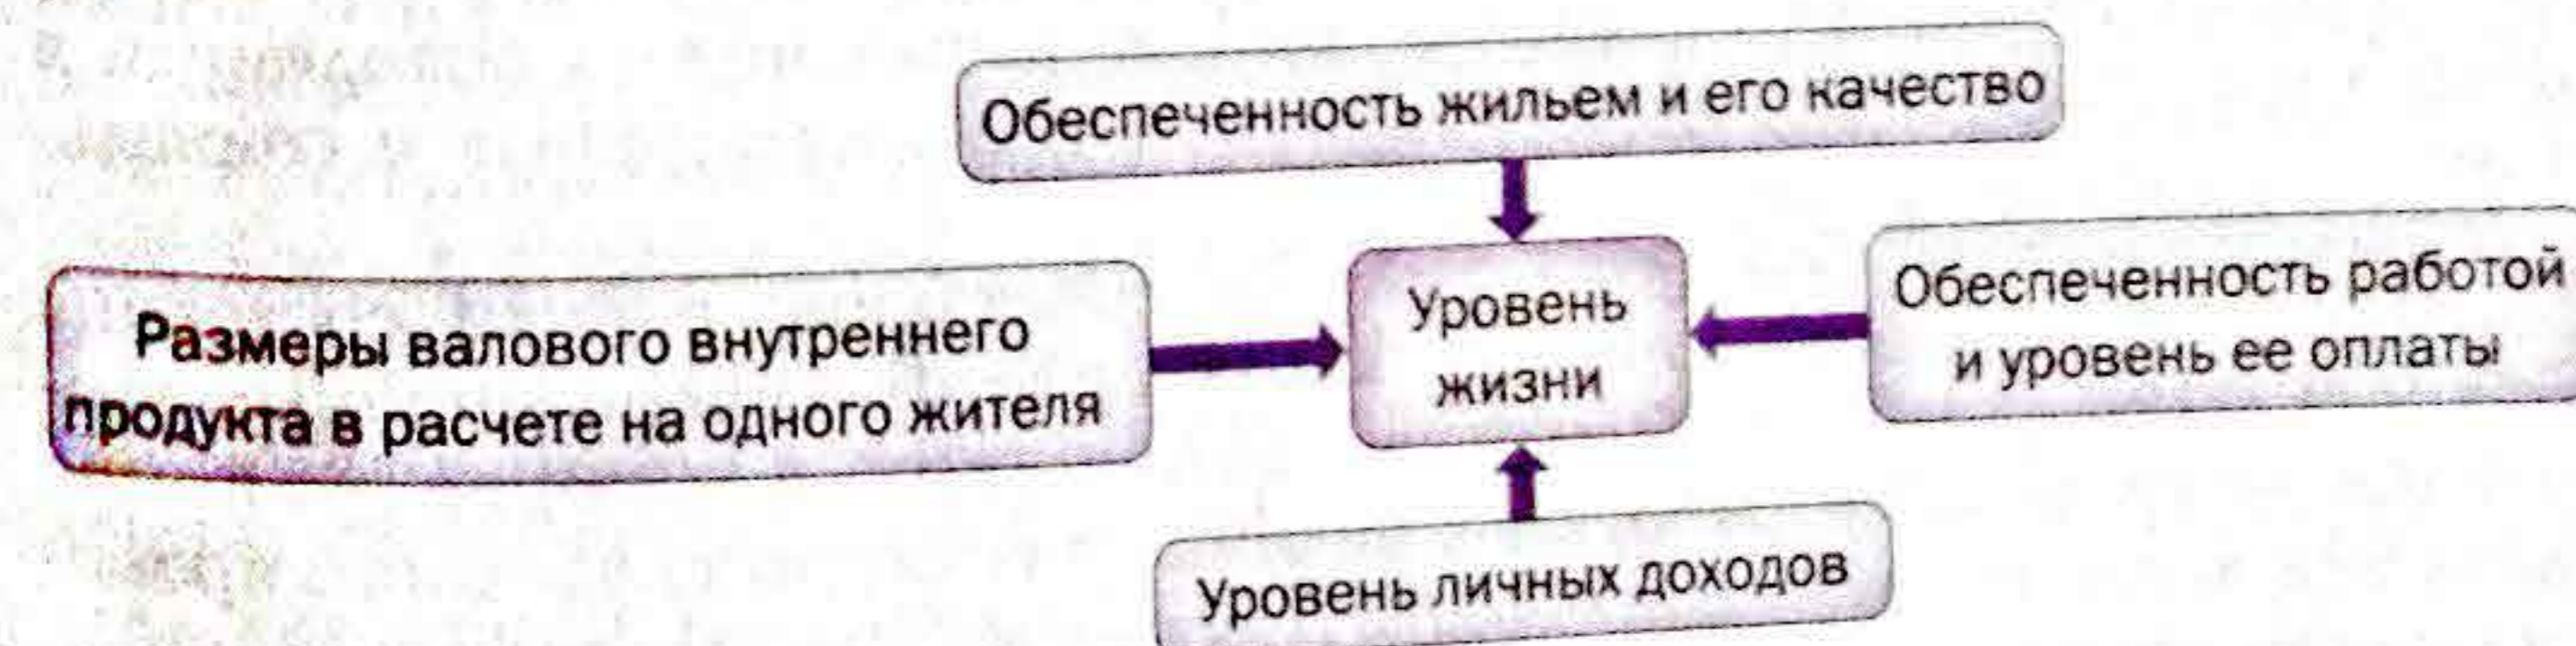 Обеспеченность жильем и его качество
Размеры валового внутреннего
продукта в расчете на одного жителя
Уровень
жизни
Обеспеченность работой
и уровень ее оплаты
Уровень личных доходов